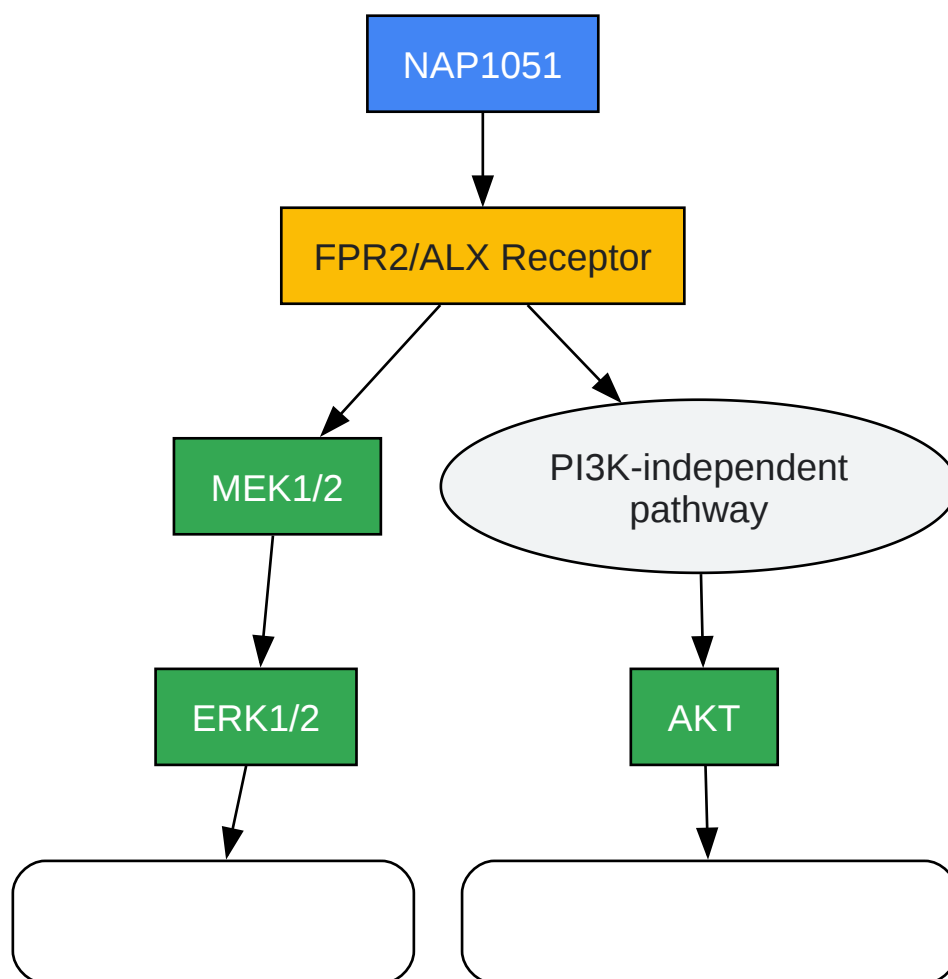 NAP1051
FPR2/ALX Receptor
MEK1/2
PI3K-independent
pathway
ERK1/2
AKT